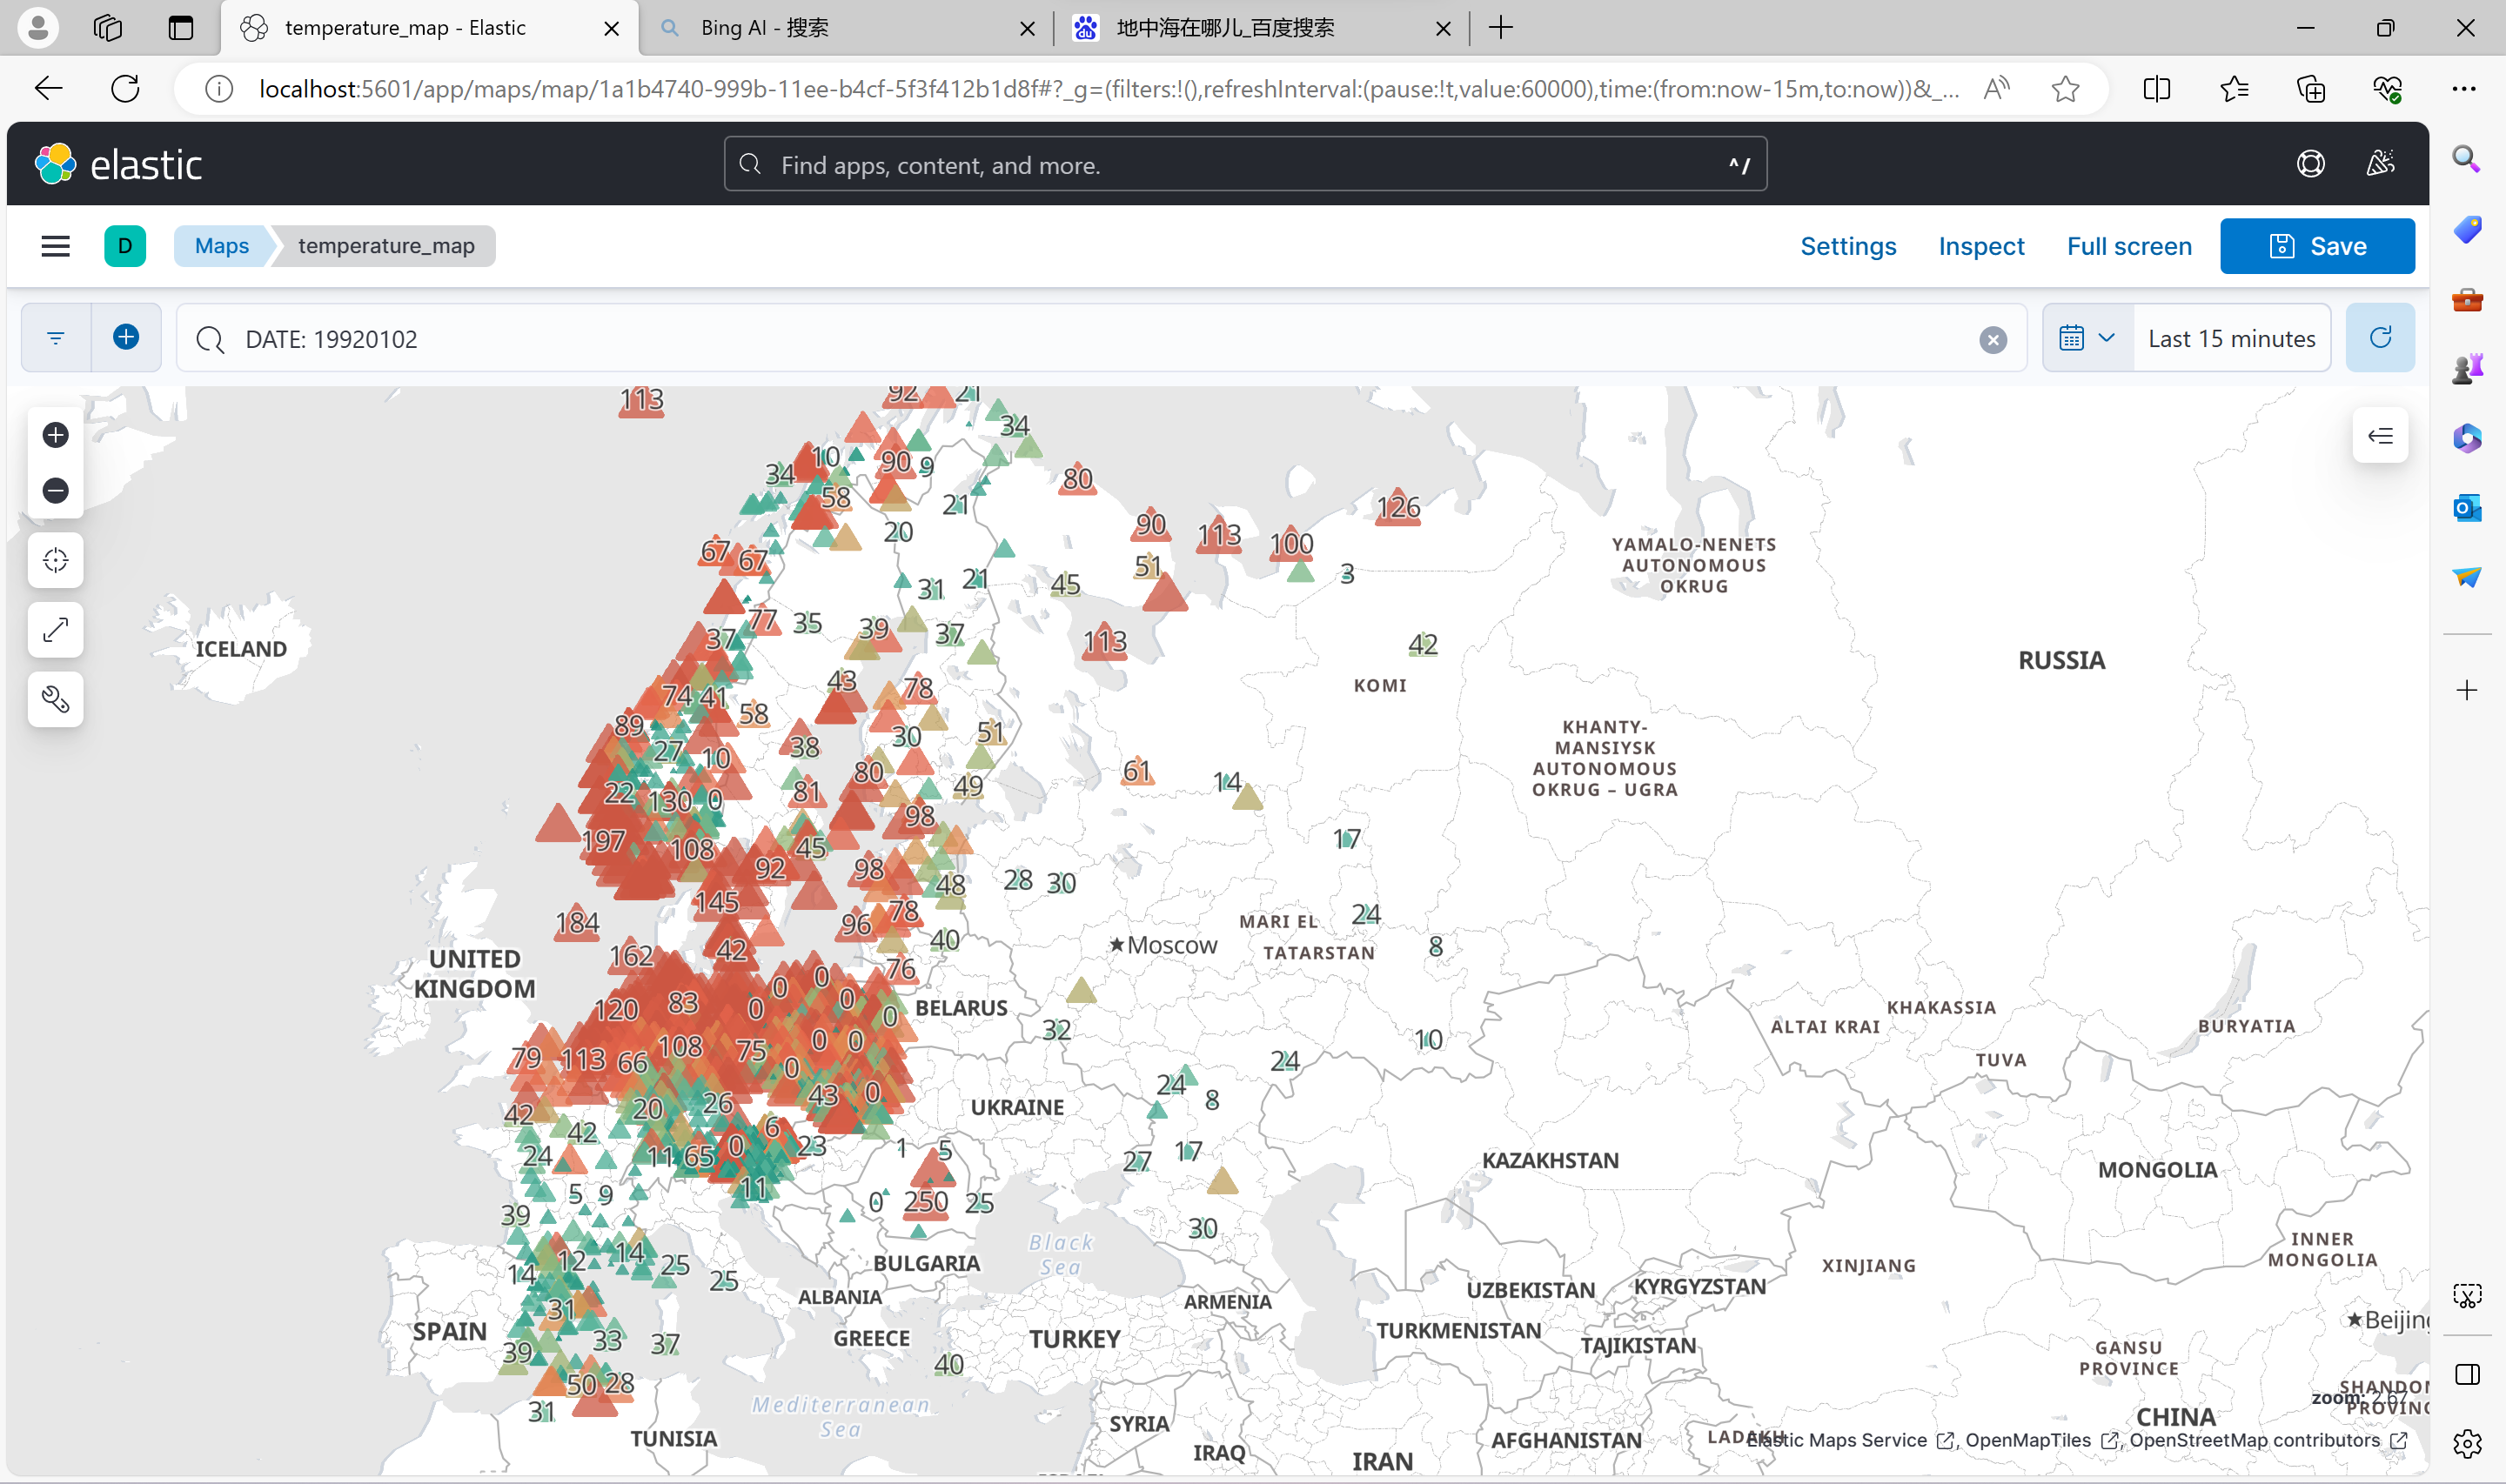 temperature_map - Elastic
Bing AI - 搜索
地中海在哪儿_百度搜索
localhost:5601/app/maps/map/1a1b4740-999b-11ee-b4cf-5f3f412b1d8f#?_g=(filters:!(),refreshInterval:(pause:!t,value:60000),time:(from:now-15m,to:now))&_...
elastic
Find apps, content, and more.
^/
D
Maps
temperature_map
Settings
Inspect
Full screen
Save
DATE: 19920102
Last 15 minutes
113
92
21
34
10
90
9
34
58
80
21
126
20
90
113
100
67
67
51
3
YAMALO-NENETS
AUTONOMOUS
OKRUG
31
21
45
77
35
37
39
37
113
42
ICELAND
RUSSIA
KOMI
43
78
74
41
58
89
51
30
27
10
38
KHANTY-
MANSIYSK
AUTONOMOUS
OKRUG – UGRA
80
61
14
49
22
130
0
81
98
197
108
45
17
92
98
48
28
30
145
184
96
78
24
MARI EL
TATARSTAN
Moscow
40
8
42
162
UNITED
KINGDOM
76
0
0
0
83
120
0
0
BELARUS
KHAKASSIA
ALTAI KRAI
BURYATIA
32
10
79
113
66
108
75
0
0
0
24
TUVA
24
8
42
20
26
43
0
UKRAINE
42
6
24
11
65
0
23
1
5
27
17
KAZAKHSTAN
MONGOLIA
11
5
9
0
250
25
39
30
Black
Sea
INNER
MONGOLIA
14
12
14
25
25
BULGARIA
XINJIANG
UZBEKISTAN
KYRGYZSTAN
ALBANIA
ARMENIA
31
SPAIN
33
37
GREECE
TURKEY
TURKMENISTAN
TAJIKISTAN
Beijing
39
40
GANSU
PROVINCE
50
28
31
Mediterranean
Sea
zoom: 2.67
SHANDON
PROVINC
TUNISIA
SYRIA
IRAQ
IRAN
AFGHANISTAN
LADAKH
CHINA
Elastic Maps Service , OpenMapTiles , OpenStreetMap contributors